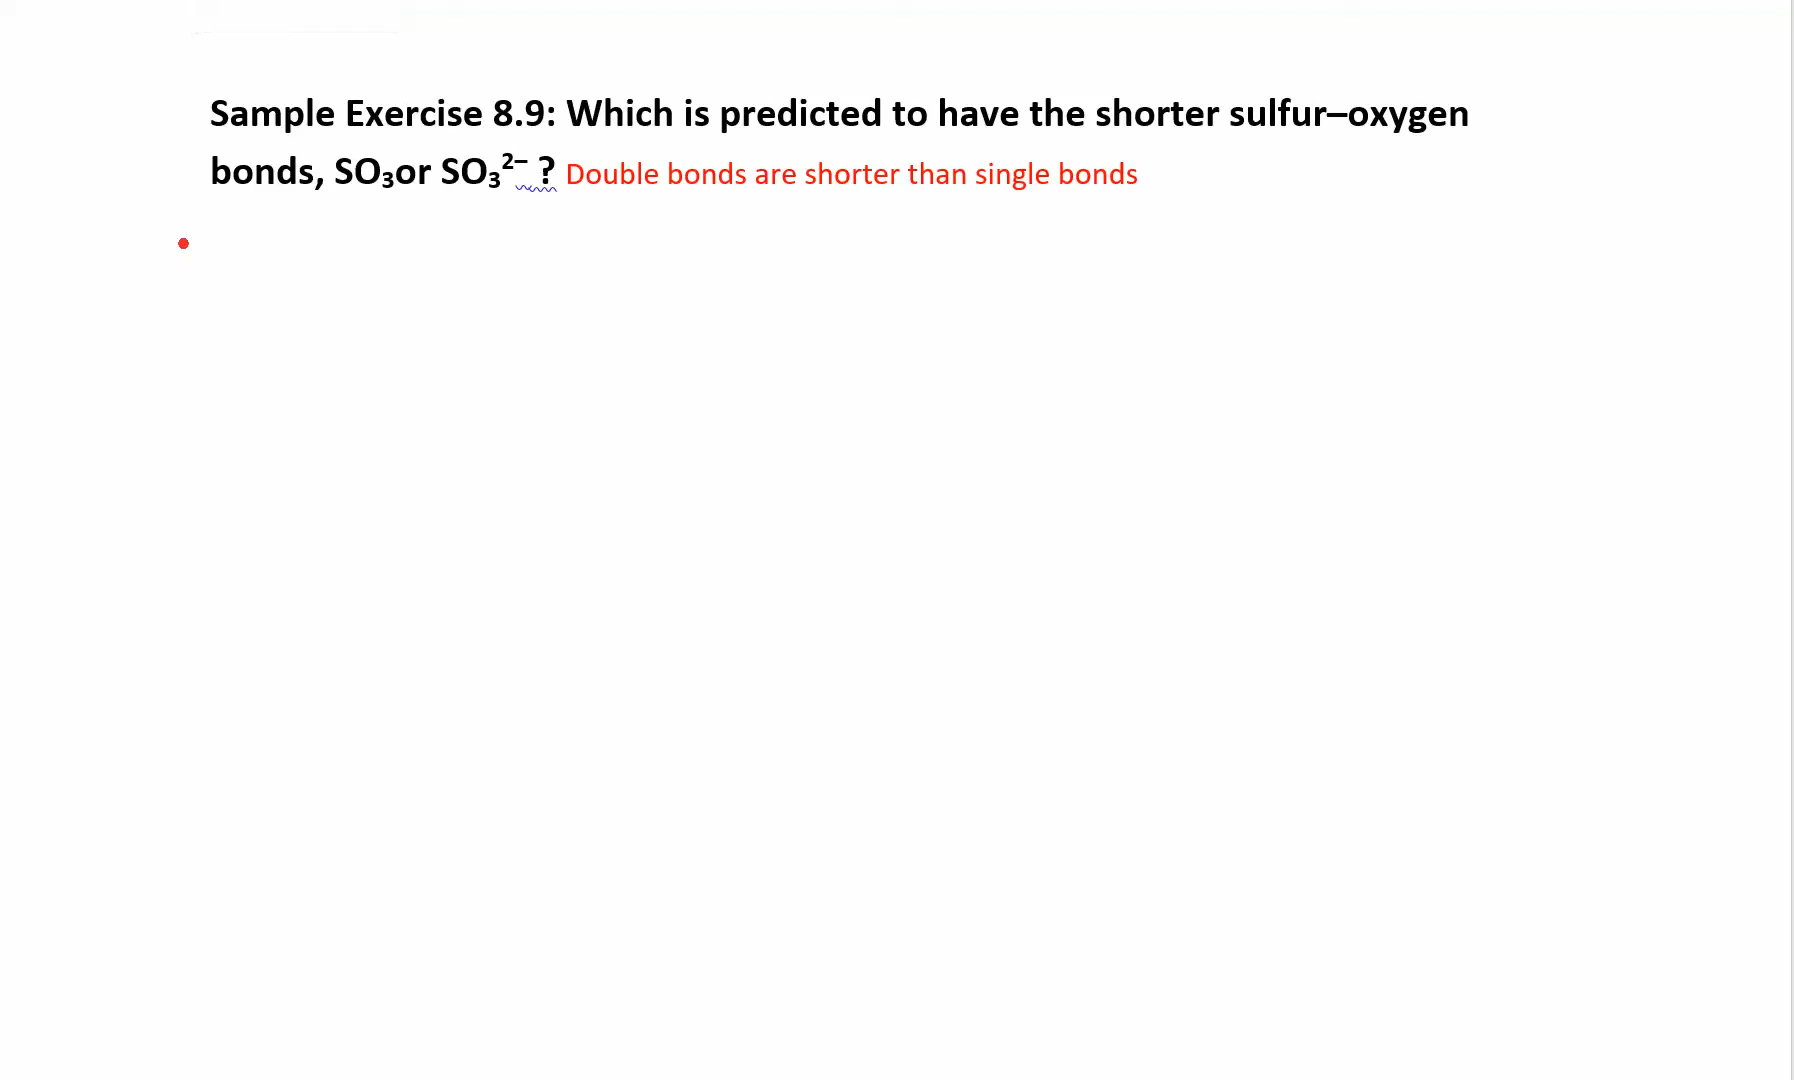 Sample Exercise 8.9: Which is predicted to have the shorter sulfur–oxygen
bonds, SO₃or SO₃²⁻ ? Double bonds are shorter than single bonds